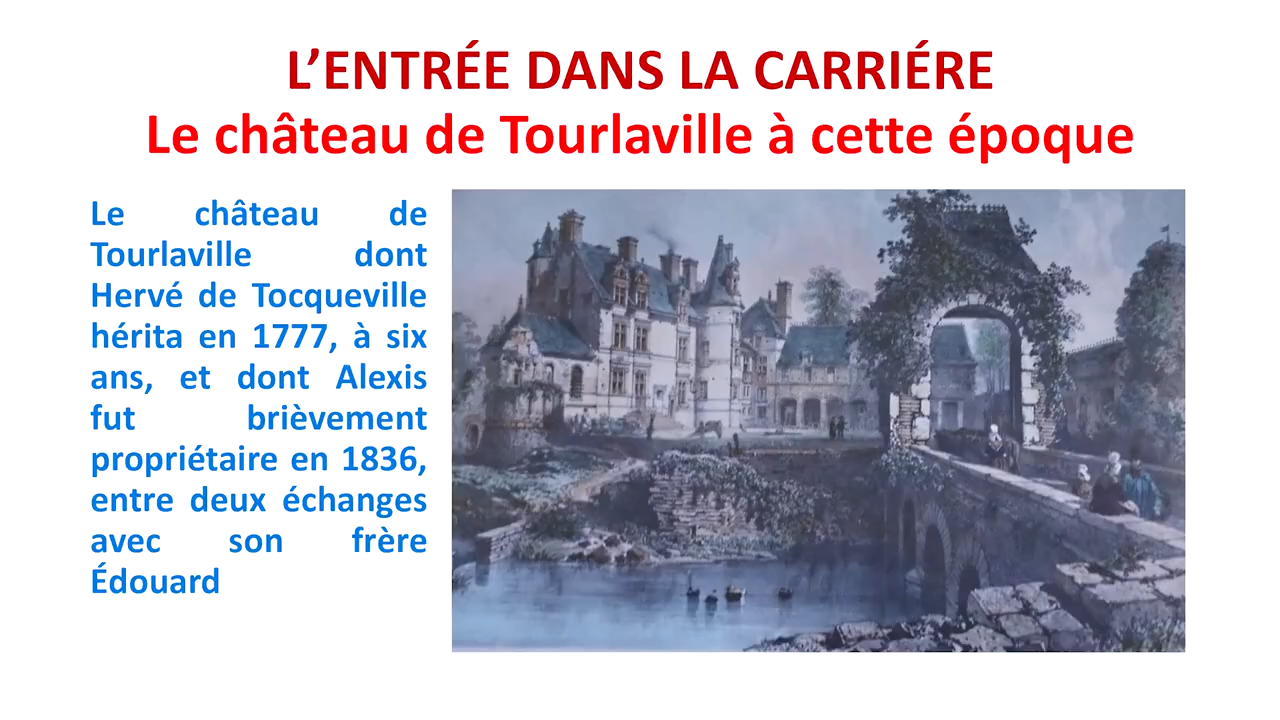 L’ENTRÉE DANS LA CARRIÉRE
Le château de Tourlaville à cette époque
Le château de
Tourlaville dont
Hervé de Tocqueville
hérita en 1777, à six
ans, et dont Alexis
fut brièvement
propriétaire en 1836,
entre deux échanges
avec son frère
Édouard